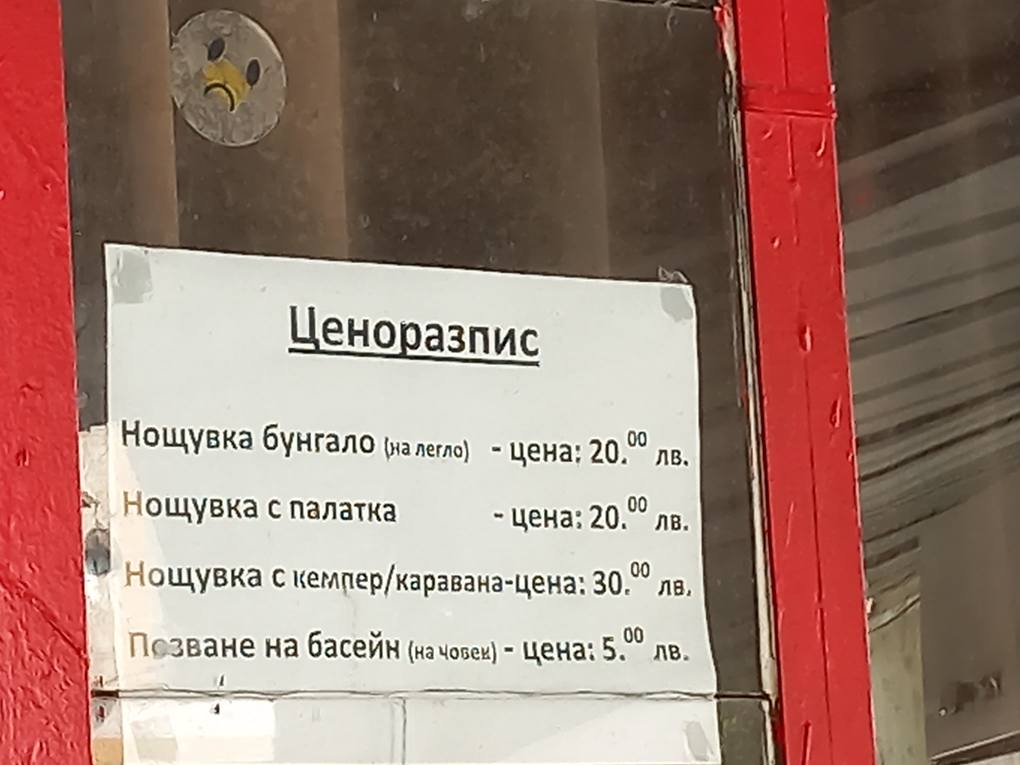 Ценоразпис
Нощувка бунгало (на легло) - цена: 20.00 лв.
Нощувка с палатка - цена: 20.00 лв.
Нощувка с кемпер/каравана-цена: 30.00 лв.
Позване на басейн (на човек) - цена: 5.00 лв.